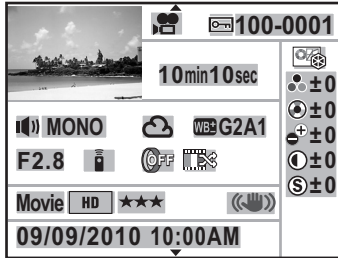 100-0001
10min10sec
±0
MONO
WB± G2A1
±0
±0
F2.8
OFF
±0
S ±0
Movie HD ★★★
09/09/2010 10:00AM